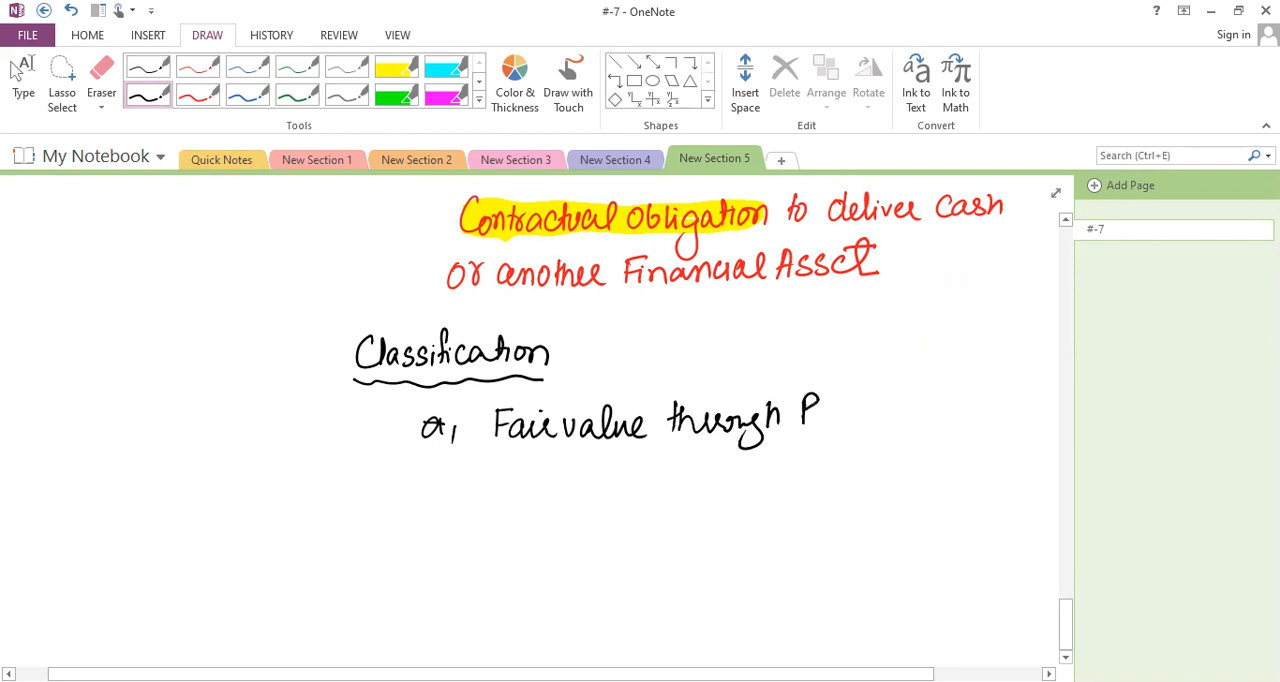 #-7 - OneNote
?
FILE HOME INSERT DRAW HISTORY REVIEW VIEW
Sign in
Type
Lasso Select
Eraser
Color & Thickness
Draw with Touch
Insert Space
Delete
Arrange
Rotate
Ink to Text
Ink to Math
Tools Shapes Edit Convert
My Notebook Quick Notes New Section 1 New Section 2 New Section 3 New Section 4 New Section 5
Search (Ctrl+E)
Add Page
#-7
Contractual obligation to deliver cash
or another Financial Asset
Classification
a, Fair value through P